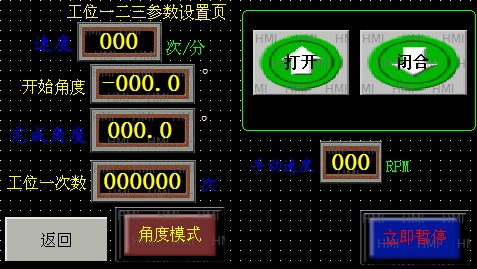 工位一二三参数设置页
速度 000 次/分
开始角度 -000.0 °
完成角度 000.0 °
工位一次数 000000 次
返回
角度模式
HMI HMI
打开
闭合
手动速度 000 RPM
立即暂停